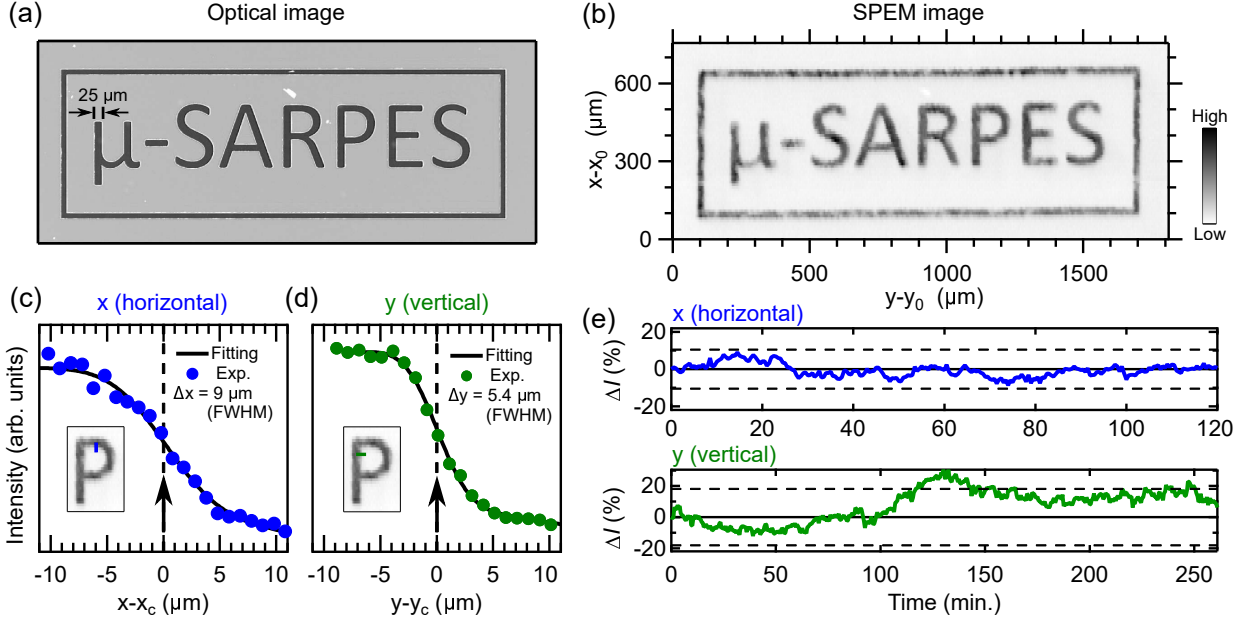 (a)
Optical image
25 μm
μ-SARPES
(b)
SPEM image
600
300
0
x-x0 (μm)
μ-SARPES
0
500
1000
1500
y-y0 (μm)
High
Low
(c)
x (horizontal)
Intensity (arb. units)
Fitting
Exp.
Δx = 9 μm
(FWHM)
P
-10
-5
0
5
10
x-xc (μm)
(d)
y (vertical)
Fitting
Exp.
Δy = 5.4 μm
(FWHM)
P
-10
-5
0
5
10
y-yc (μm)
(e)
x (horizontal)
ΔI (%)
20
0
-20
0
20
40
60
80
100
120
y (vertical)
ΔI (%)
20
0
-20
0
50
100
150
200
250
Time (min.)